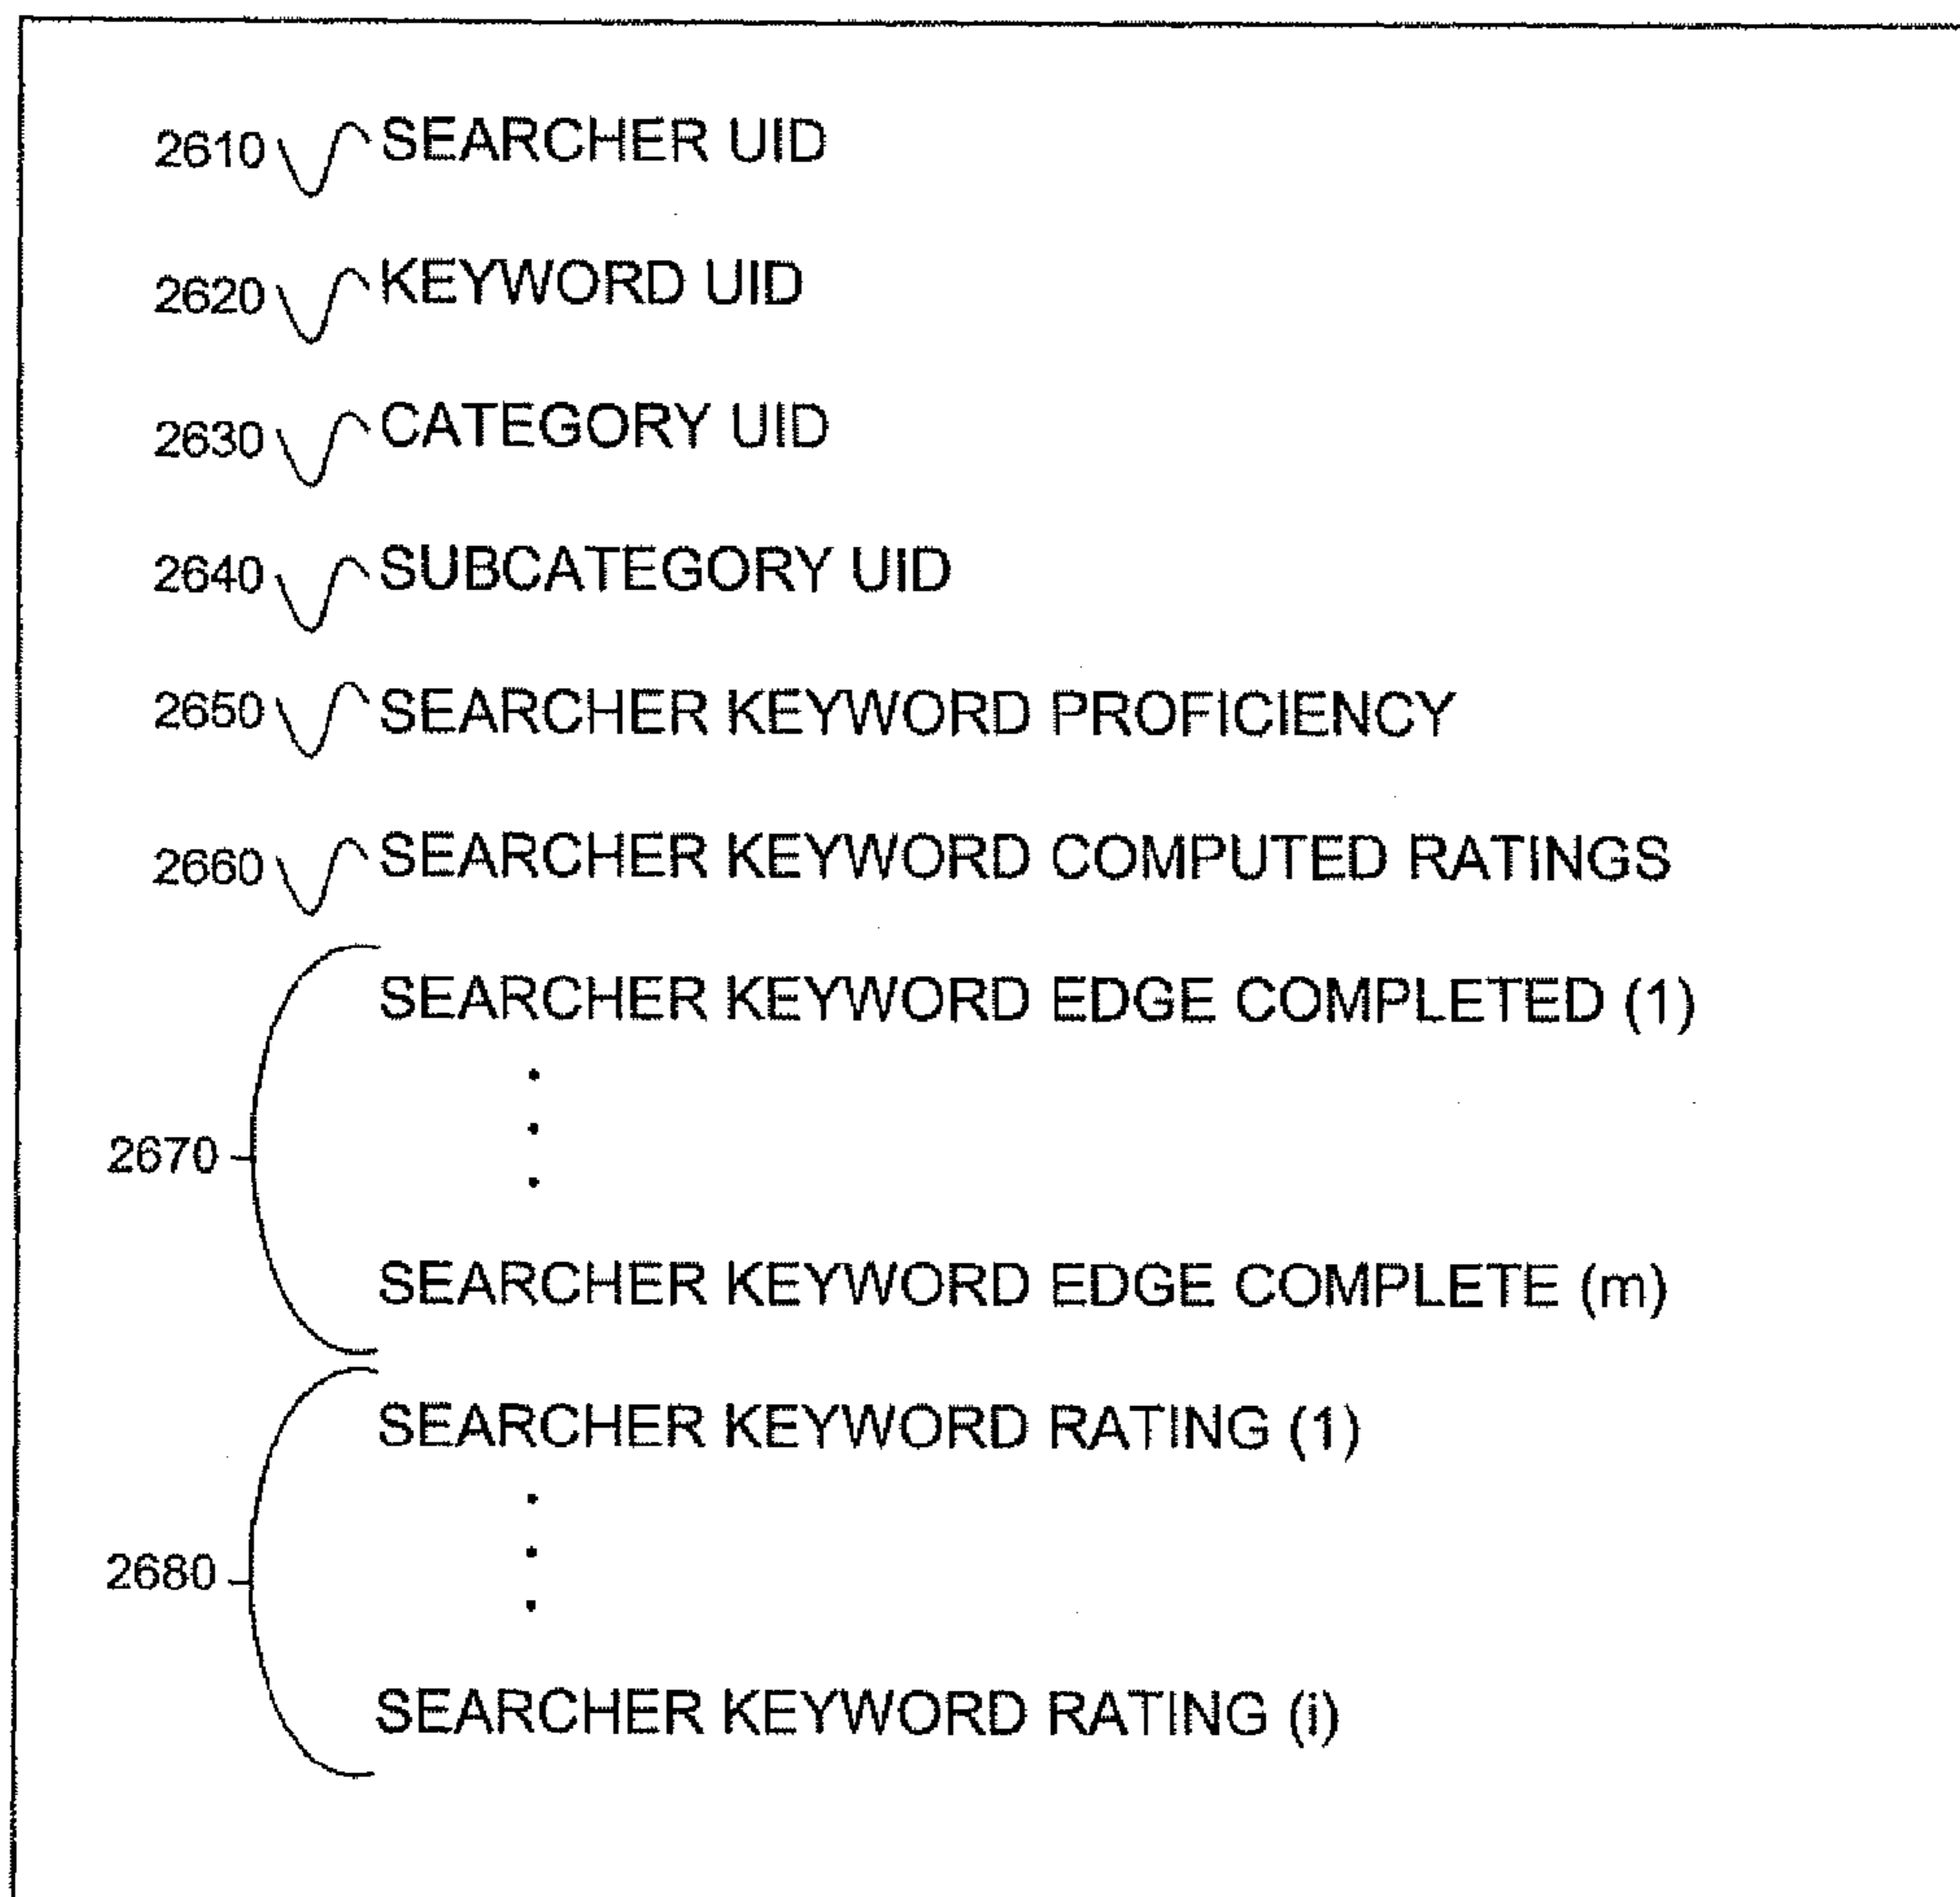 2610 SEARCHER UID
2620 KEYWORD UID
2630 CATEGORY UID
2640 SUBCATEGORY UID
2650 SEARCHER KEYWORD PROFICIENCY
2660 SEARCHER KEYWORD COMPUTED RATINGS
SEARCHER KEYWORD EDGE COMPLETED (1)
2670
SEARCHER KEYWORD EDGE COMPLETE (m)
SEARCHER KEYWORD RATING (1)
2680
SEARCHER KEYWORD RATING (i)